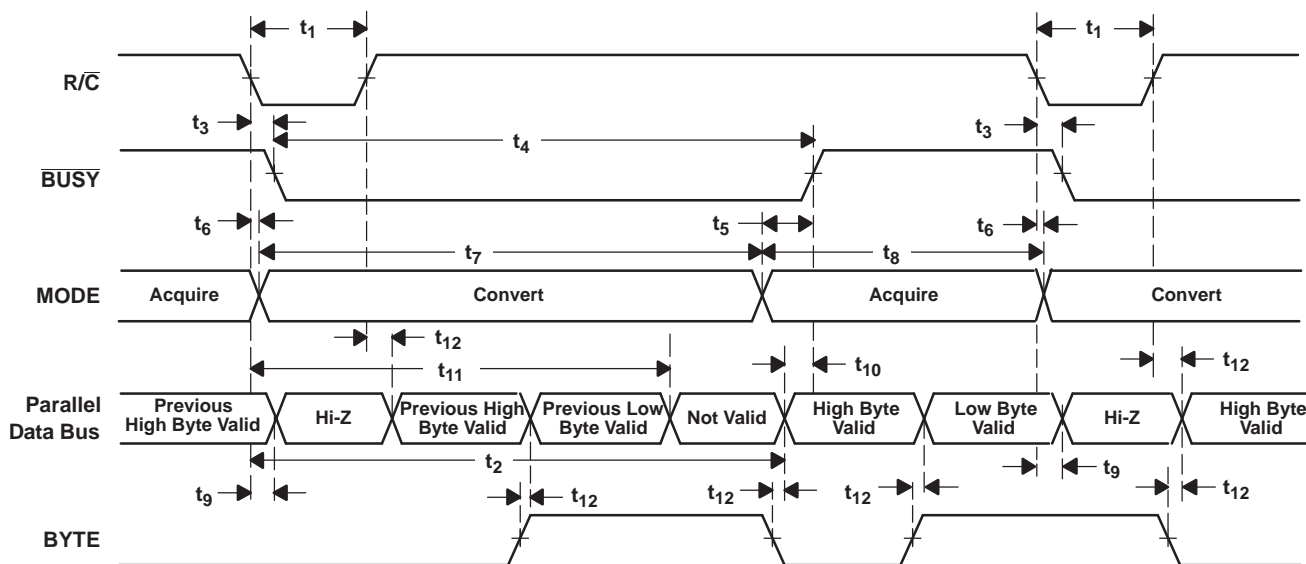 t1
t1
R/C̅
t3
t4
t3
B̅U̅S̅Y̅
t6
t5
t6
t7
t8
MODE
Acquire
Convert
Acquire
Convert
t12
t11
t10
t12
Parallel
Data Bus
Previous
High Byte Valid
Hi-Z
Previous High
Byte Valid
Previous Low
Byte Valid
Not Valid
High Byte
Valid
Low Byte
Valid
Hi-Z
High Byte
Valid
t2
t9
t9
t12
t12
t12
t12
BYTE